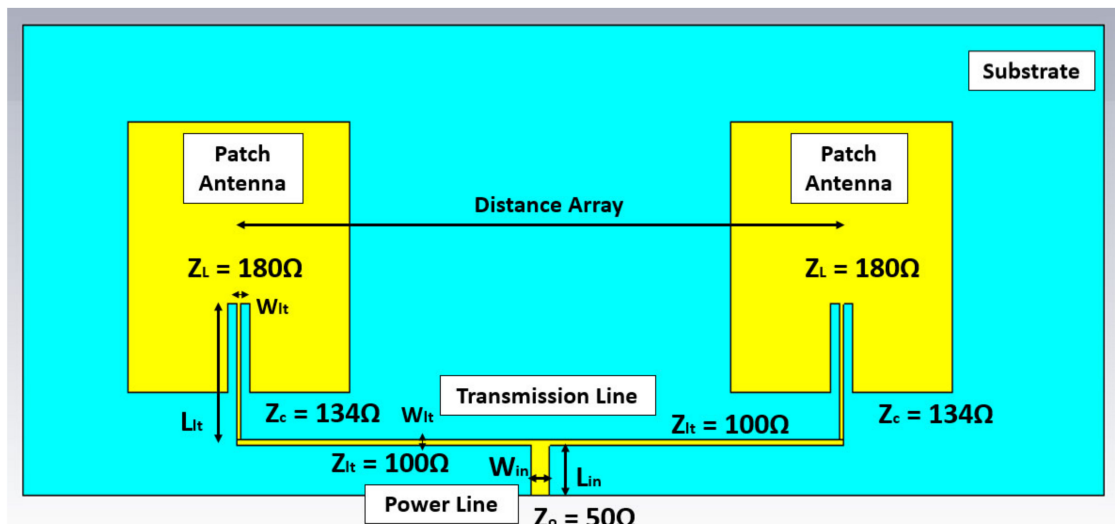 Substrate
Patch
Antenna
Patch
Antenna
Distance Array
ZL = 180Ω
ZL = 180Ω
Wlt
Transmission Line
Llt
Zc = 134Ω
Wlt
Zlt = 100Ω
Zc = 134Ω
Zlt = 100Ω
Win
Lin
Power Line
Zo = 50Ω